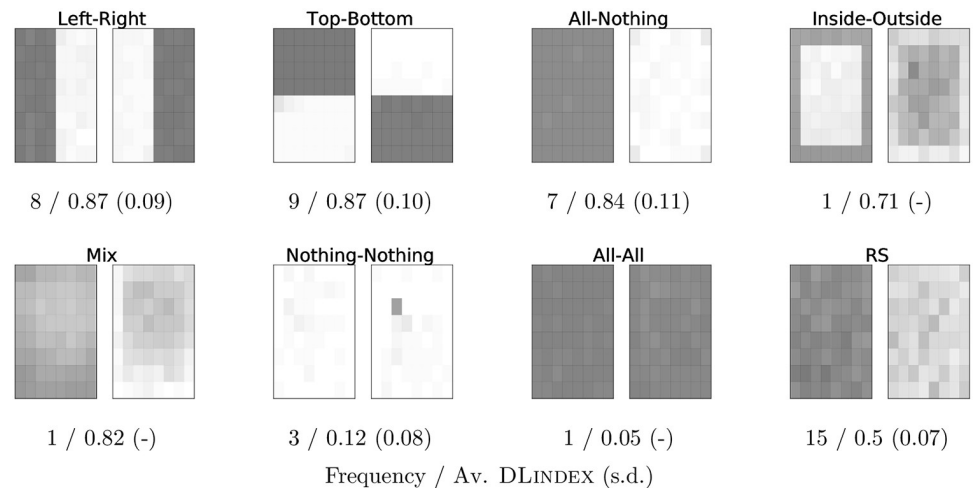 Left-Right Top-Bottom All-Nothing Inside-Outside
8 / 0.87 (0.09) 9 / 0.87 (0.10) 7 / 0.84 (0.11) 1 / 0.71 (-)
Mix Nothing-Nothing All-All RS
1 / 0.82 (-) 3 / 0.12 (0.08) 1 / 0.05 (-) 15 / 0.5 (0.07)
Frequency / Av. DLINDEX (s.d.)